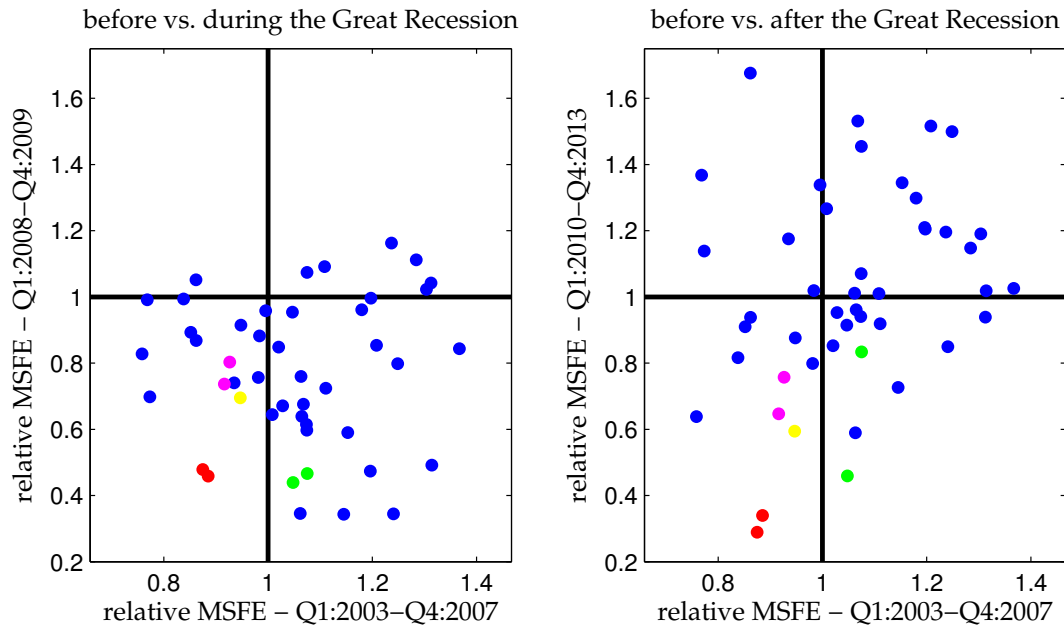 before vs. during the Great Recession
relative MSFE – Q1:2008–Q4:2009
1.6
1.4
1.2
1
0.8
0.6
0.4
0.2
0.8 1 1.2 1.4
relative MSFE – Q1:2003–Q4:2007
before vs. after the Great Recession
relative MSFE – Q1:2010–Q4:2013
1.6
1.4
1.2
1
0.8
0.6
0.4
0.2
0.8 1 1.2 1.4
relative MSFE – Q1:2003–Q4:2007